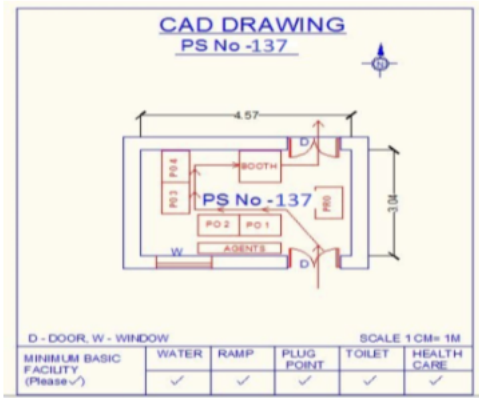 CAD DRAWING
PS No -137
N
4.57
D
PO 4
BOOTH
PO 3
PS No -137
PRO
3.04
PO 2 PO 1
AGENTS
W
D
D - DOOR, W - WINDOW
SCALE 1 CM= 1M
MINIMUM BASIC FACILITY (Please ✓)
WATER
RAMP
PLUG POINT
TOILET
HEALTH CARE
✓ ✓ ✓ ✓ ✓